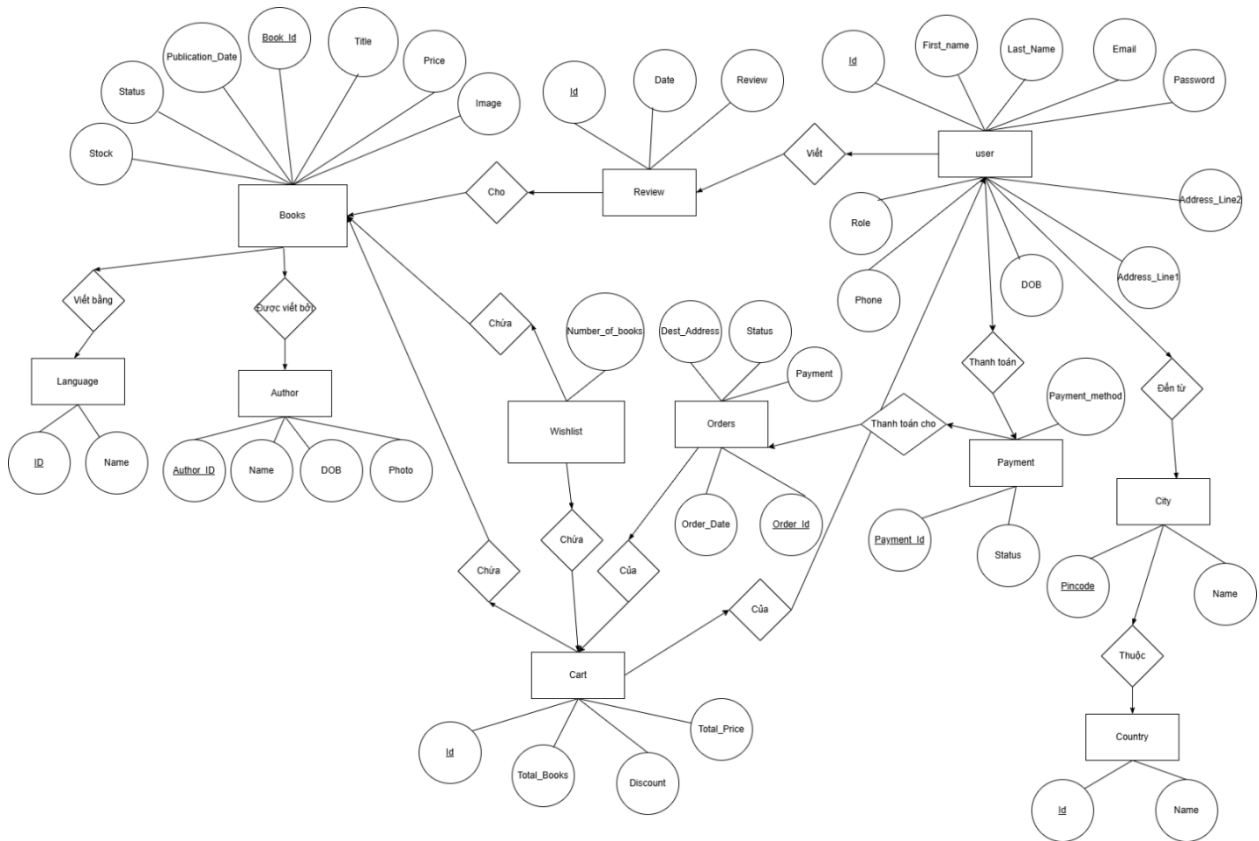 Book_Id
Title
Publication_Date
Price
Status
Image
Stock
Books
Id
Date
Review
Cho
Review
Viết
Id
First_name
Last_Name
Email
Password
user
Role
Address_Line2
Address_Line1
DOB
Phone
Viết bằng
Được viết bởi
Chứa
Number_of_books
Dest_Address
Status
Payment
Thanh toán
Đến từ
Language
Author
Wishlist
Orders
Thanh toán cho
Payment_method
Payment
ID
Name
Author_ID
Name
DOB
Photo
Order_Date
Order_Id
Payment_Id
Status
City
Pincode
Name
Chứa
Chứa
Của
Của
Thuộc
Cart
Id
Total_Books
Discount
Total_Price
Country
Id
Name